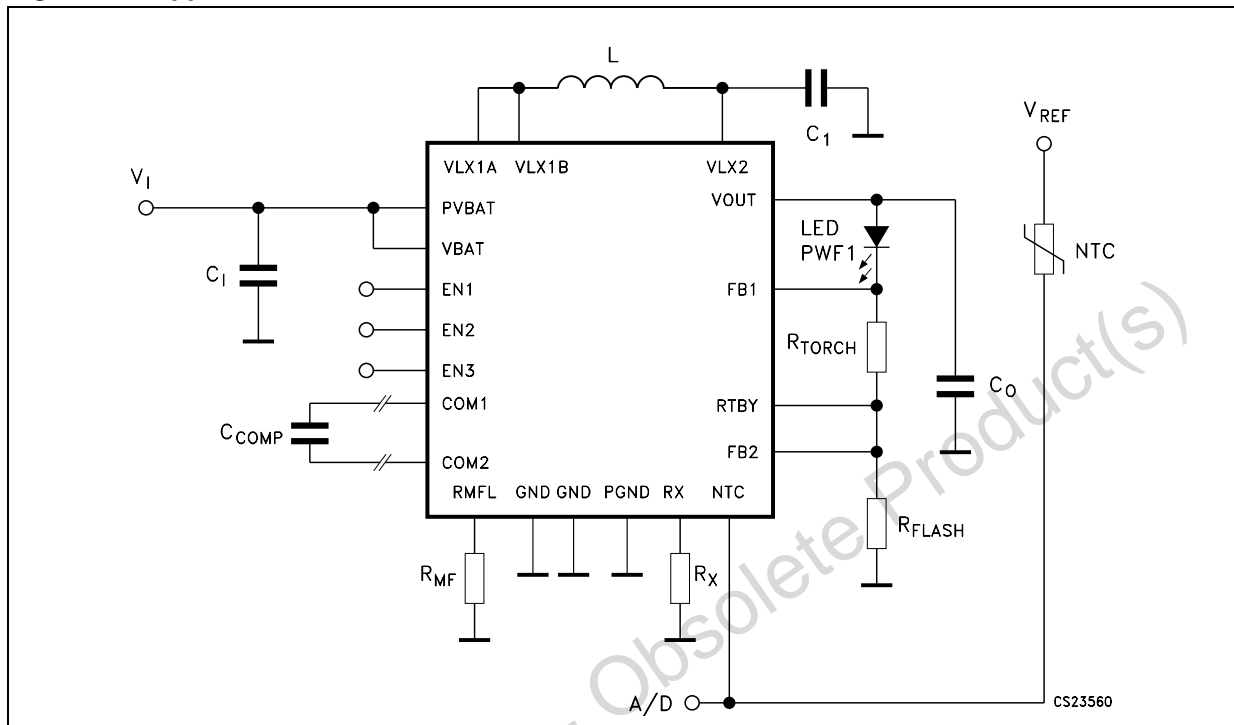 L
C1
VREF
VLX1A VLX1B VLX2
VI
PVBAT
VOUT
LED
PWF1
NTC
VBAT
CI
EN1
FB1
EN2
RTORCH
EN3
CO
COM1
RTBY
CCOMP
FB2
COM2
RMFL GND GND PGND RX NTC
RFLASH
RMF
RX
A/D
CS23560
Obsolete Product(s)